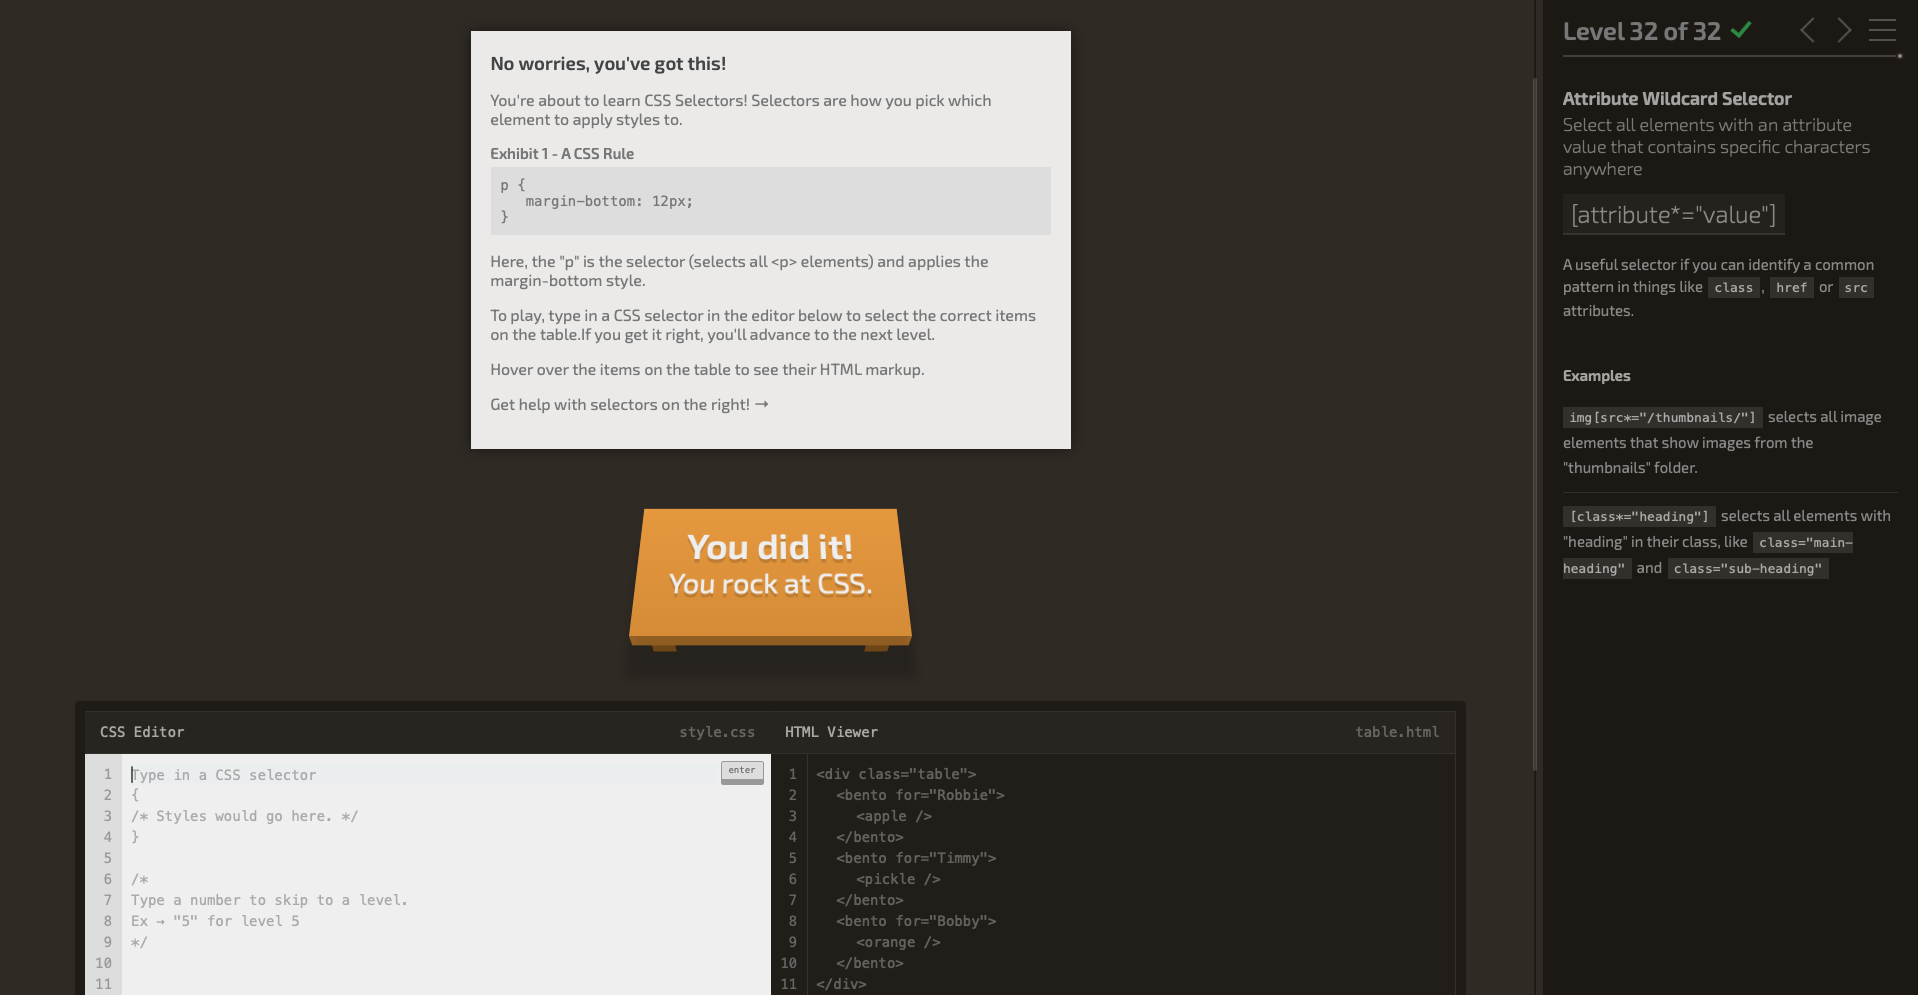 No worries, you've got this!
You're about to learn CSS Selectors! Selectors are how you pick which
element to apply styles to.
Exhibit 1 - A CSS Rule
p {
   margin-bottom: 12px;
}
Here, the "p" is the selector (selects all <p> elements) and applies the
margin-bottom style.
To play, type in a CSS selector in the editor below to select the correct items
on the table.If you get it right, you'll advance to the next level.
Hover over the items on the table to see their HTML markup.
Get help with selectors on the right! →
You did it!
You rock at CSS.
CSS Editor
style.css
1 Type in a CSS selector
enter
2 {
3 /* Styles would go here. */
4 }
5
6 /*
7 Type a number to skip to a level.
8 Ex → "5" for level 5
9 */
10
11
HTML Viewer
table.html
1 <div class="table">
2 <bento for="Robbie">
3 <apple />
4 </bento>
5 <bento for="Timmy">
6 <pickle />
7 </bento>
8 <bento for="Bobby">
9 <orange />
10 </bento>
11 </div>
Level 32 of 32
Attribute Wildcard Selector
Select all elements with an attribute
value that contains specific characters
anywhere
[attribute*="value"]
A useful selector if you can identify a common
pattern in things like class , href or src
attributes.
Examples
img[src*="/thumbnails/"] selects all image
elements that show images from the
"thumbnails" folder.
[class*="heading"] selects all elements with
"heading" in their class, like class="main-
heading" and class="sub-heading"